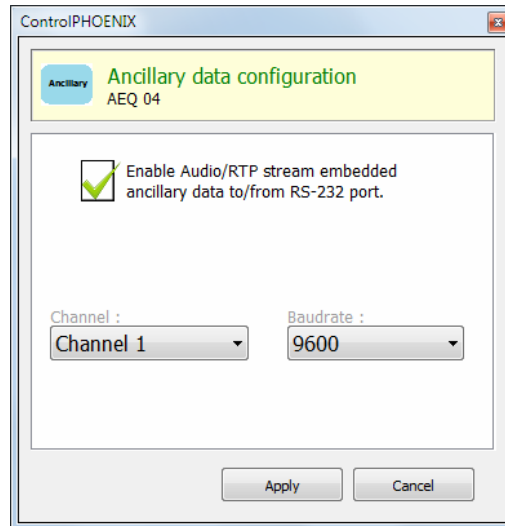 ControlPHOENIX
Ancillary
Ancillary data configuration
AEQ 04
Enable Audio/RTP stream embedded
ancillary data to/from RS-232 port.
Channel :
Baudrate :
Channel 1
9600
Apply
Cancel